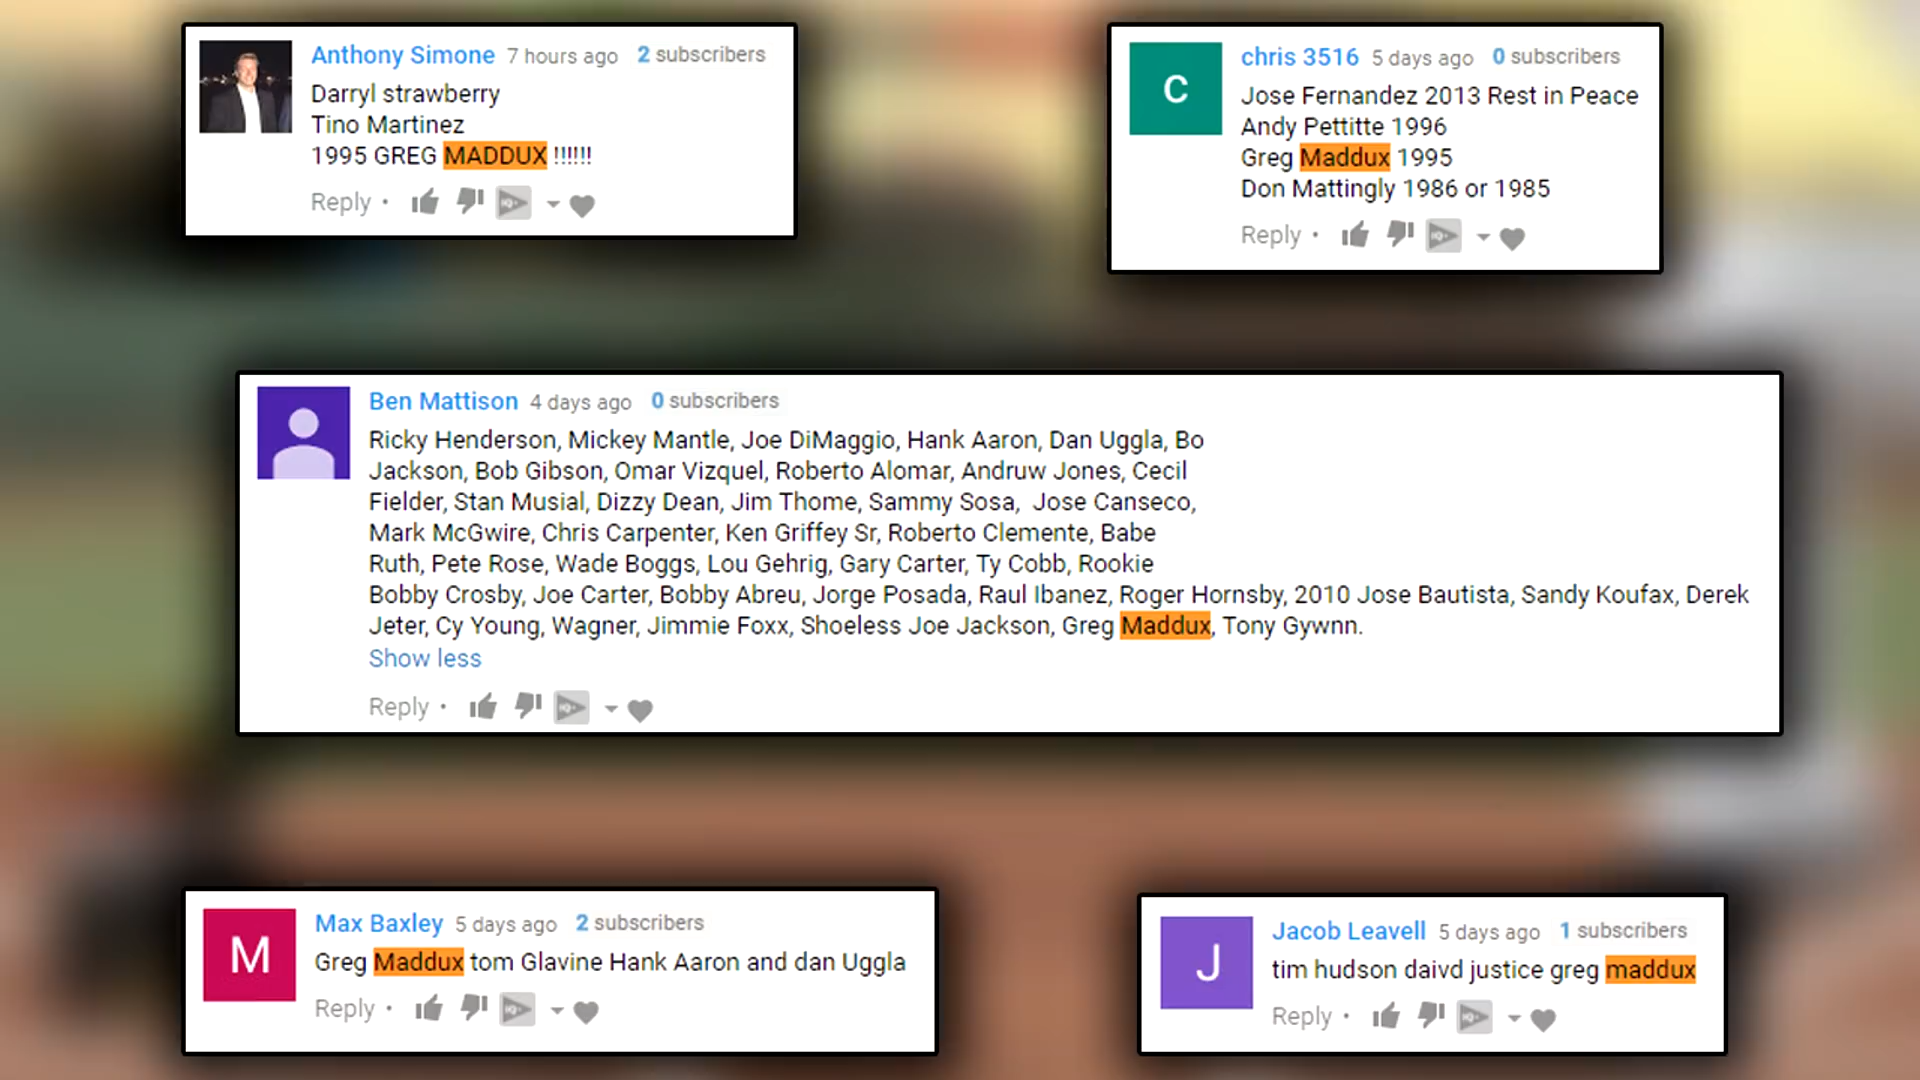 Anthony Simone 7 hours ago 2 subscribers
Darryl strawberry
Tino Martinez
1995 GREG MADDUX !!!!!!
Reply •
C
chris 3516 5 days ago 0 subscribers
Jose Fernandez 2013 Rest in Peace
Andy Pettitte 1996
Greg Maddux 1995
Don Mattingly 1986 or 1985
Reply •
Ben Mattison 4 days ago 0 subscribers
Ricky Henderson, Mickey Mantle, Joe DiMaggio, Hank Aaron, Dan Uggla, Bo
Jackson, Bob Gibson, Omar Vizquel, Roberto Alomar, Andruw Jones, Cecil
Fielder, Stan Musial, Dizzy Dean, Jim Thome, Sammy Sosa,  Jose Canseco,
Mark McGwire, Chris Carpenter, Ken Griffey Sr, Roberto Clemente, Babe
Ruth, Pete Rose, Wade Boggs, Lou Gehrig, Gary Carter, Ty Cobb, Rookie
Bobby Crosby, Joe Carter, Bobby Abreu, Jorge Posada, Raul Ibanez, Roger Hornsby, 2010 Jose Bautista, Sandy Koufax, Derek
Jeter, Cy Young, Wagner, Jimmie Foxx, Shoeless Joe Jackson, Greg Maddux, Tony Gywnn.
Show less
Reply •
M
Max Baxley 5 days ago 2 subscribers
Greg Maddux tom Glavine Hank Aaron and dan Uggla
Reply •
J
Jacob Leavell 5 days ago 1 subscribers
tim hudson daivd justice greg maddux
Reply •